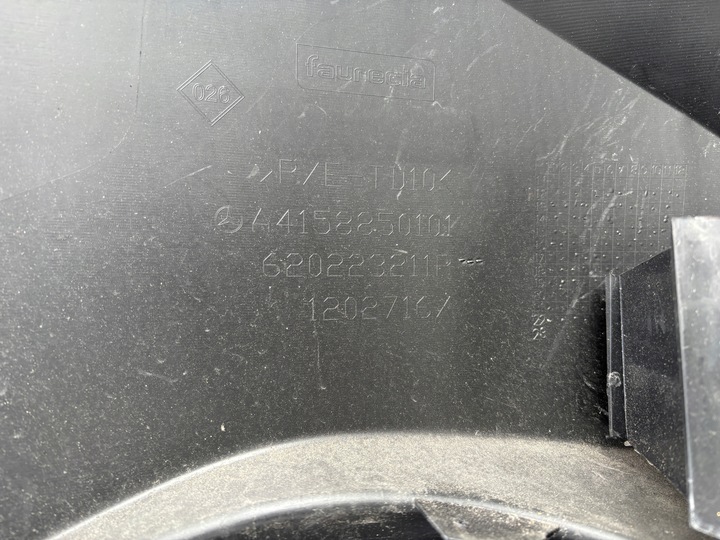 faurecia
026
>P/E-TD10<
A4158850101
620223211R---
1202716/